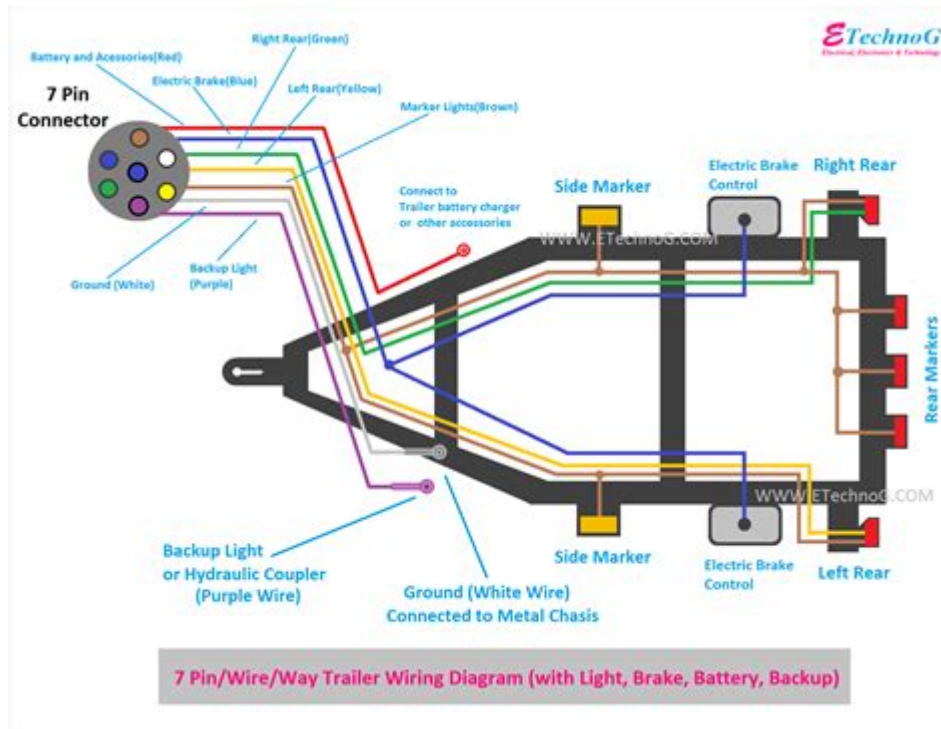 ETechnoG
Electrical, Electronics & Technology
Right Rear(Green)
Battery and Acessories(Red)
Electric Brake(Blue)
Left Rear(Yellow)
7 Pin
Connector
Marker Lights(Brown)
Connect to
Trailer battery charger
or other accessories
Side Marker
Electric Brake
Control
Right Rear
WWW.ETechnoG.COM
Ground (White)
Backup Light
(Purple)
Rear Markers
WWW.ETechnoG.COM
Backup Light
or Hydraulic Coupler
(Purple Wire)
Ground (White Wire)
Connected to Metal Chasis
Side Marker
Electric Brake
Control
Left Rear
7 Pin/Wire/Way Trailer Wiring Diagram (with Light, Brake, Battery, Backup)